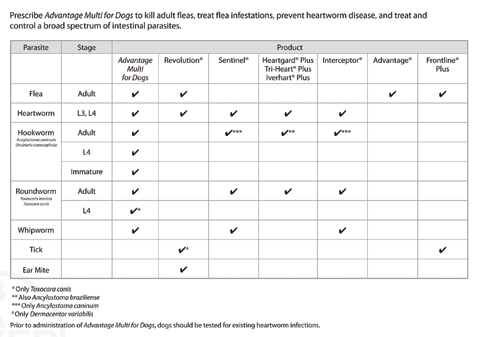 Prescribe Advantage Multi for Dogs to kill adult fleas, treat flea infestations, prevent heartworm disease, and treat and
control a broad spectrum of intestinal parasites.
Parasite Stage Product
Advantage Multi for Dogs Revolution® Sentinel® Heartgard® Plus Tri-Heart® Plus Iverhart® Plus Interceptor® Advantage® Frontline® Plus
Flea Adult ✔ ✔ ✔ ✔
Heartworm L3, L4 ✔ ✔ ✔ ✔ ✔
Hookworm Adult ✔ ✔*** ✔** ✔***
Ancylostoma caninum
Uncinaria stenocephala
L4 ✔
Immature ✔
Roundworm Adult ✔ ✔ ✔ ✔
Toxascaris leonina
Toxocara canis
L4 ✔*
Whipworm ✔ ✔ ✔
Tick ✔^ ✔
Ear Mite ✔
* Only Toxocara canis
** Also Ancylostoma braziliense
*** Only Ancylostoma caninum
^ Only Dermacentor variabilis
Prior to administration of Advantage Multi for Dogs, dogs should be tested for existing heartworm infections.